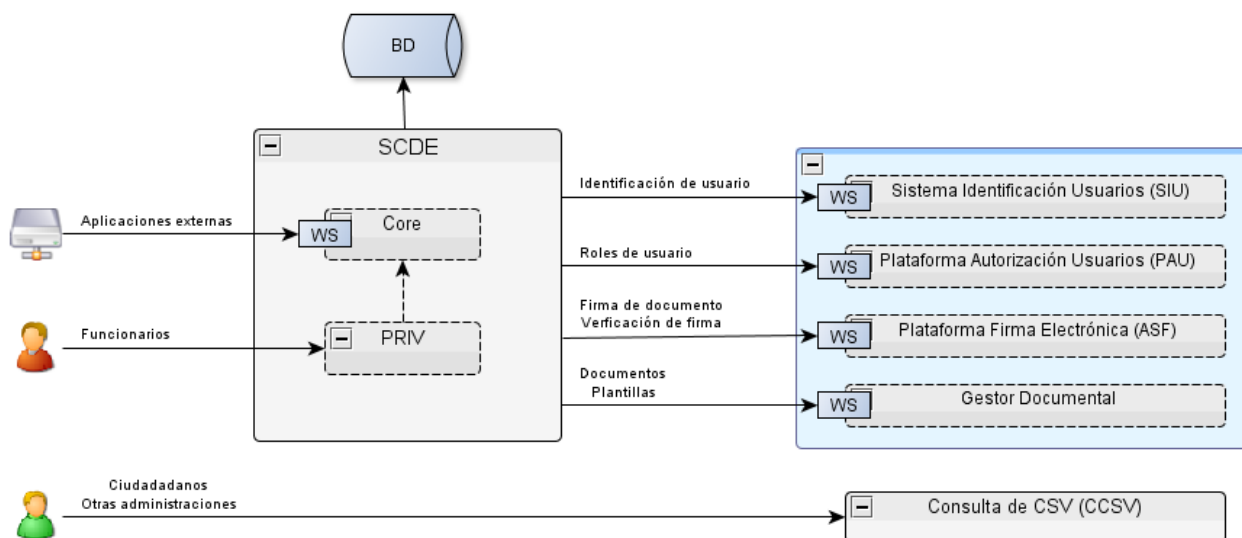 BD
SCDE
Identificación de usuario
WS
Sistema Identificación Usuarios (SIU)
Aplicaciones externas
WS
Core
Roles de usuario
WS
Plataforma Autorización Usuarios (PAU)
Funcionarios
PRIV
Firma de documento
Verficación de firma
WS
Plataforma Firma Electrónica (ASF)
Documentos
Plantillas
WS
Gestor Documental
Ciudadadanos
Otras administraciones
Consulta de CSV (CCSV)